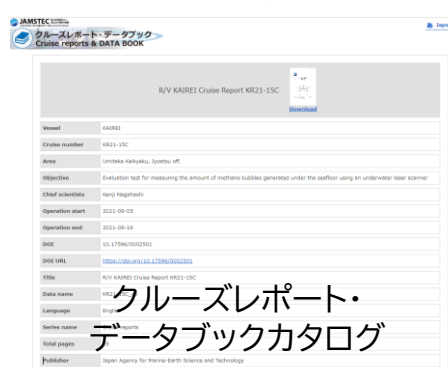 JAMSTEC
クルーズレポート・データブック
Cruise reports & DATA BOOK
R/V KAIREI Cruise Report KR21-15C
Download
Vessel KAIREI
Cruise number KR21-15C
Area Umitaka Kaikyaku, Jyoetsu off.
Objective Evaluation test for measuring the amount of methane bubbles generated under the seafloor using an underwater laser scanner
Chief scientists Kenji Nagahashi
Operation start 2021-09-05
Operation end 2021-09-16
DOI 10.17596/0002501
DOI URL https://doi.org/10.17596/0002501
Title R/V KAIREI Cruise Report KR21-15C
Data name
クルーズレポート・
Language
Series name
データブックカタログ
Total pages
Publisher Japan Agency for Marine-Earth Science and Technology